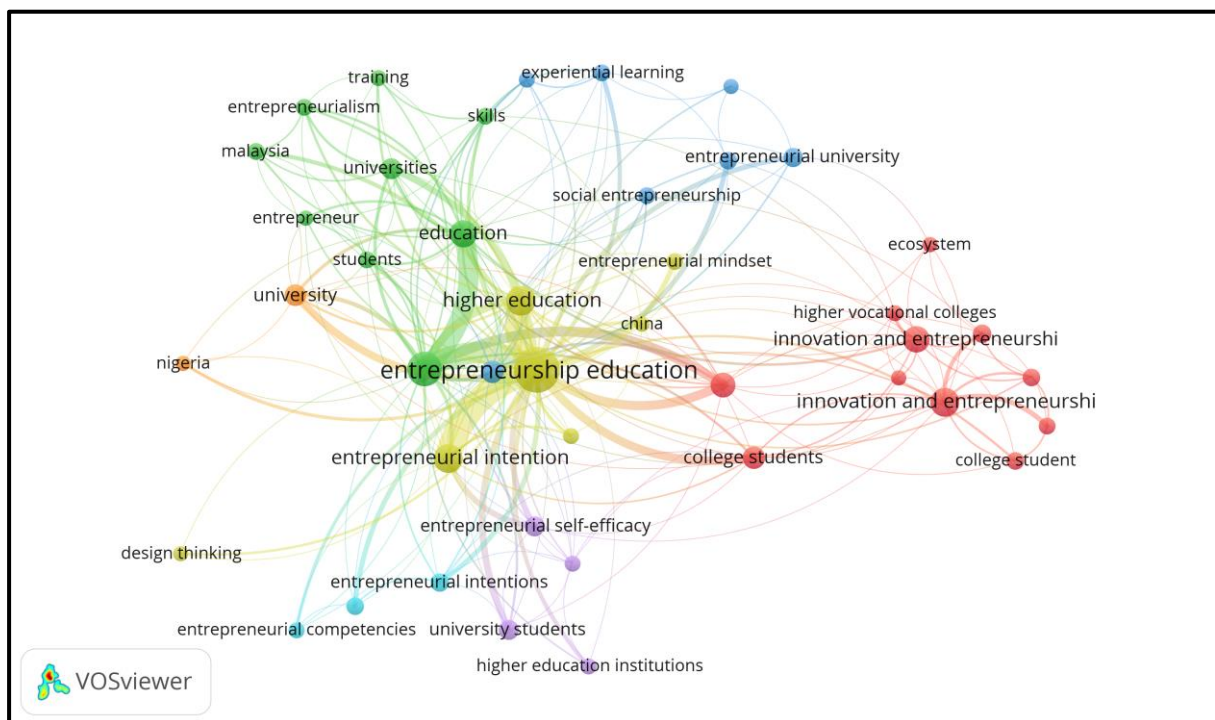 training
experiential learning
entrepreneurialism
skills
malaysia
universities
entrepreneurial university
social entrepreneurship
entrepreneur
education
ecosystem
students
entrepreneurial mindset
university
higher education
higher vocational colleges
china
innovation and entrepreneurshi
nigeria
entrepreneurship education
innovation and entrepreneurshi
entrepreneurial intention
college students
college student
entrepreneurial self-efficacy
design thinking
entrepreneurial intentions
entrepreneurial competencies
university students
higher education institutions
VOSviewer